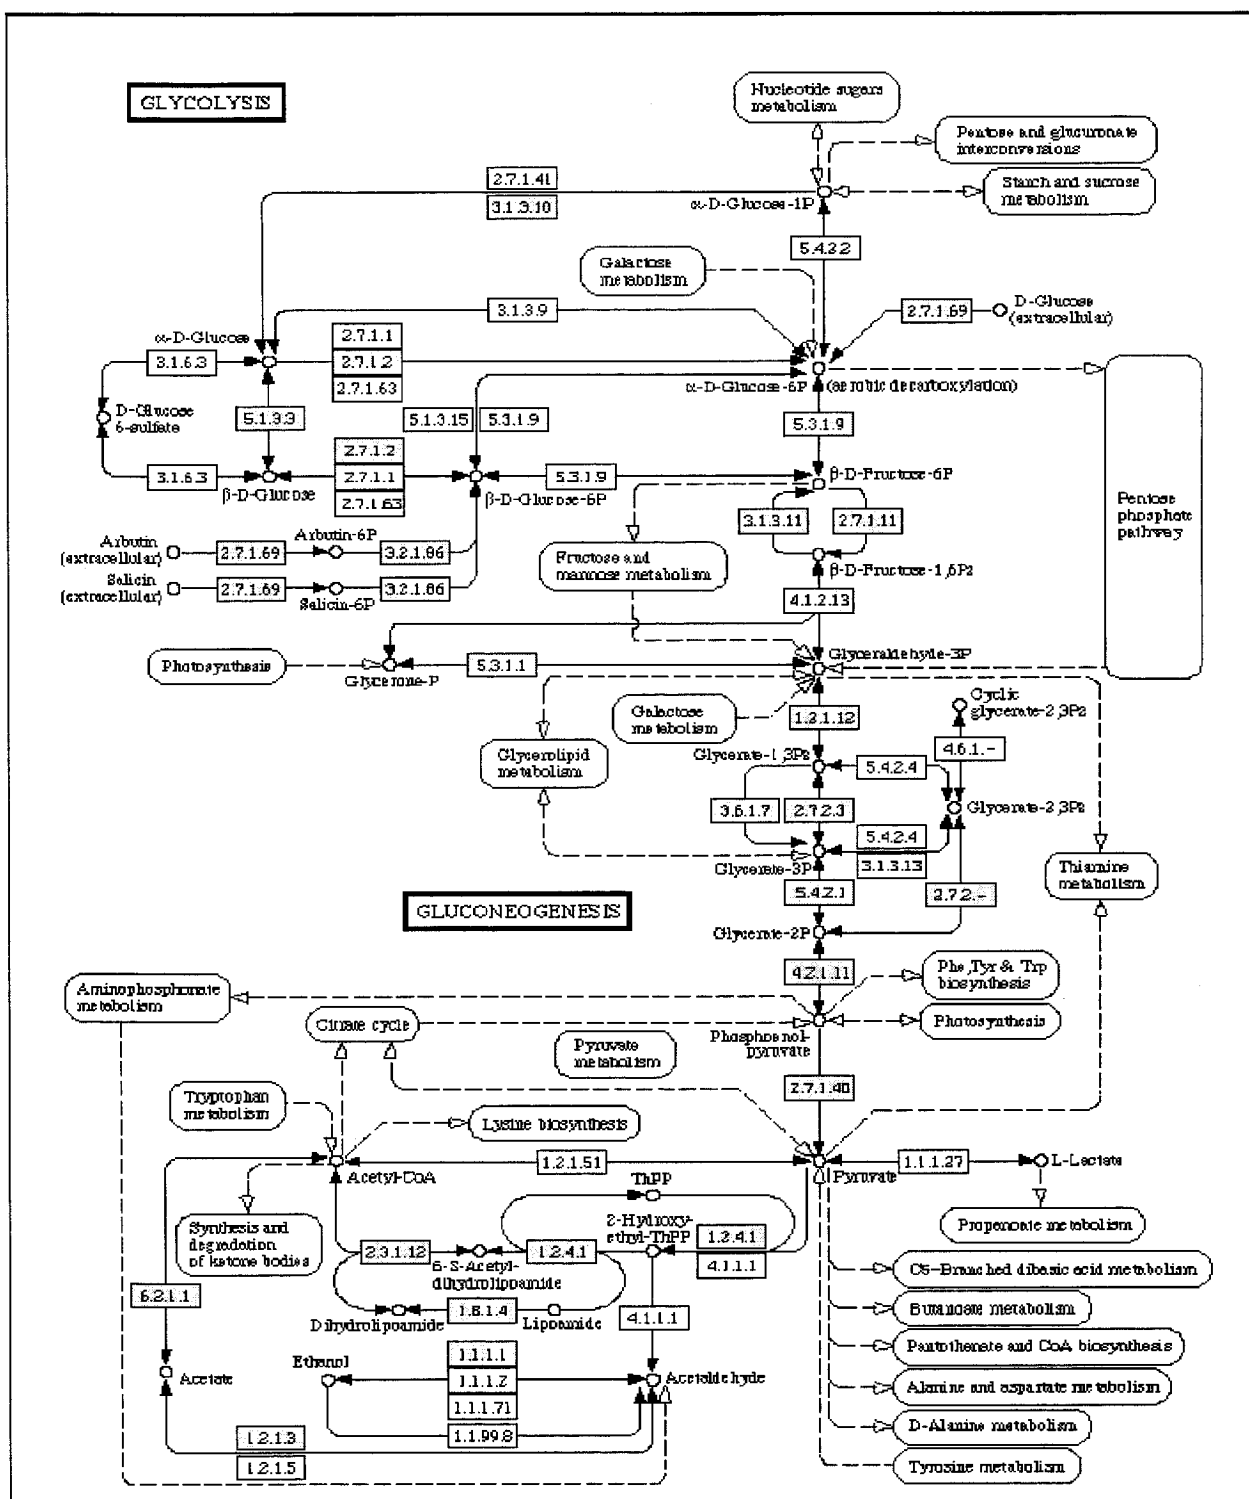 GLYCOLYSIS
Nucleotide sugars
metabolism
Pentose and glucuronate
interconversions
Starch and sucrose
metabolism
2.7.1.41
3.1.3.10
α-D-Glucose-1P
5.4.2.2
Galactose
metabolism
3.1.3.9
2.7.1.69
D-Glucose
(extracellular)
α-D-Glucose
3.1.6.3
2.7.1.1
2.7.1.2
2.7.1.63
α-D-Glucose-6P
(aerobic decarboxylation)
D-Glucose
6-sulfate
5.1.3.3
5.1.3.15
5.3.1.9
5.3.1.9
3.1.6.3
β-D-Glucose
2.7.1.2
2.7.1.1
2.7.1.63
β-D-Glucose-6P
5.3.1.9
β-D-Fructose-6P
3.1.3.11
2.7.1.11
Pentose
phosphate
pathway
Arbutin
(extracellular)
2.7.1.69
Arbutin-6P
3.2.1.86
Salicin
(extracellular)
2.7.1.69
Salicin-6P
3.2.1.86
Fructose and
mannose metabolism
β-D-Fructose-1,6P2
4.1.2.13
Photosynthesis
Glycerone-P
5.3.1.1
Glyceraldehyde-3P
Galactose
metabolism
1.2.1.12
Cyclic
glycerate-2,3P2
Glycerolipid
metabolism
Glycerate-1,3P2
5.4.2.4
4.6.1.-
3.6.1.7
2.7.2.3
Glycerate-2,3P2
5.4.2.4
3.1.3.13
Glycerate-3P
Thiamine
metabolism
GLUCONEOGENESIS
5.4.2.1
2.7.2.-
Glycerate-2P
4.2.1.11
Phe,Tyr & Trp
biosynthesis
Aminophosphonate
metabolism
Citrate cycle
Pyruvate
metabolism
Phosphoenol-
pyruvate
Photosynthesis
2.7.1.40
Tryptophan
metabolism
Lysine biosynthesis
Acetyl-CoA
1.2.1.51
Pyruvate
1.1.1.27
L-Lactate
ThPP
Synthesis and
degradation
of ketone bodies
2-Hydroxy-
ethyl-ThPP
Propanoate metabolism
2.3.1.12
6-S-Acetyl-
dihydrolipoamide
1.2.4.1
1.2.4.1
4.1.1.1
C5-Branched dibasic acid metabolism
6.2.1.1
Dihydrolipoamide
1.8.1.4
Lipoamide
4.1.1.1
Butanoate metabolism
Pantothenate and CoA biosynthesis
Ethanol
1.1.1.1
1.1.1.2
1.1.1.71
1.1.99.8
Acetate
Acetaldehyde
Alanine and aspartate metabolism
D-Alanine metabolism
1.2.1.3
1.2.1.5
Tyrosine metabolism